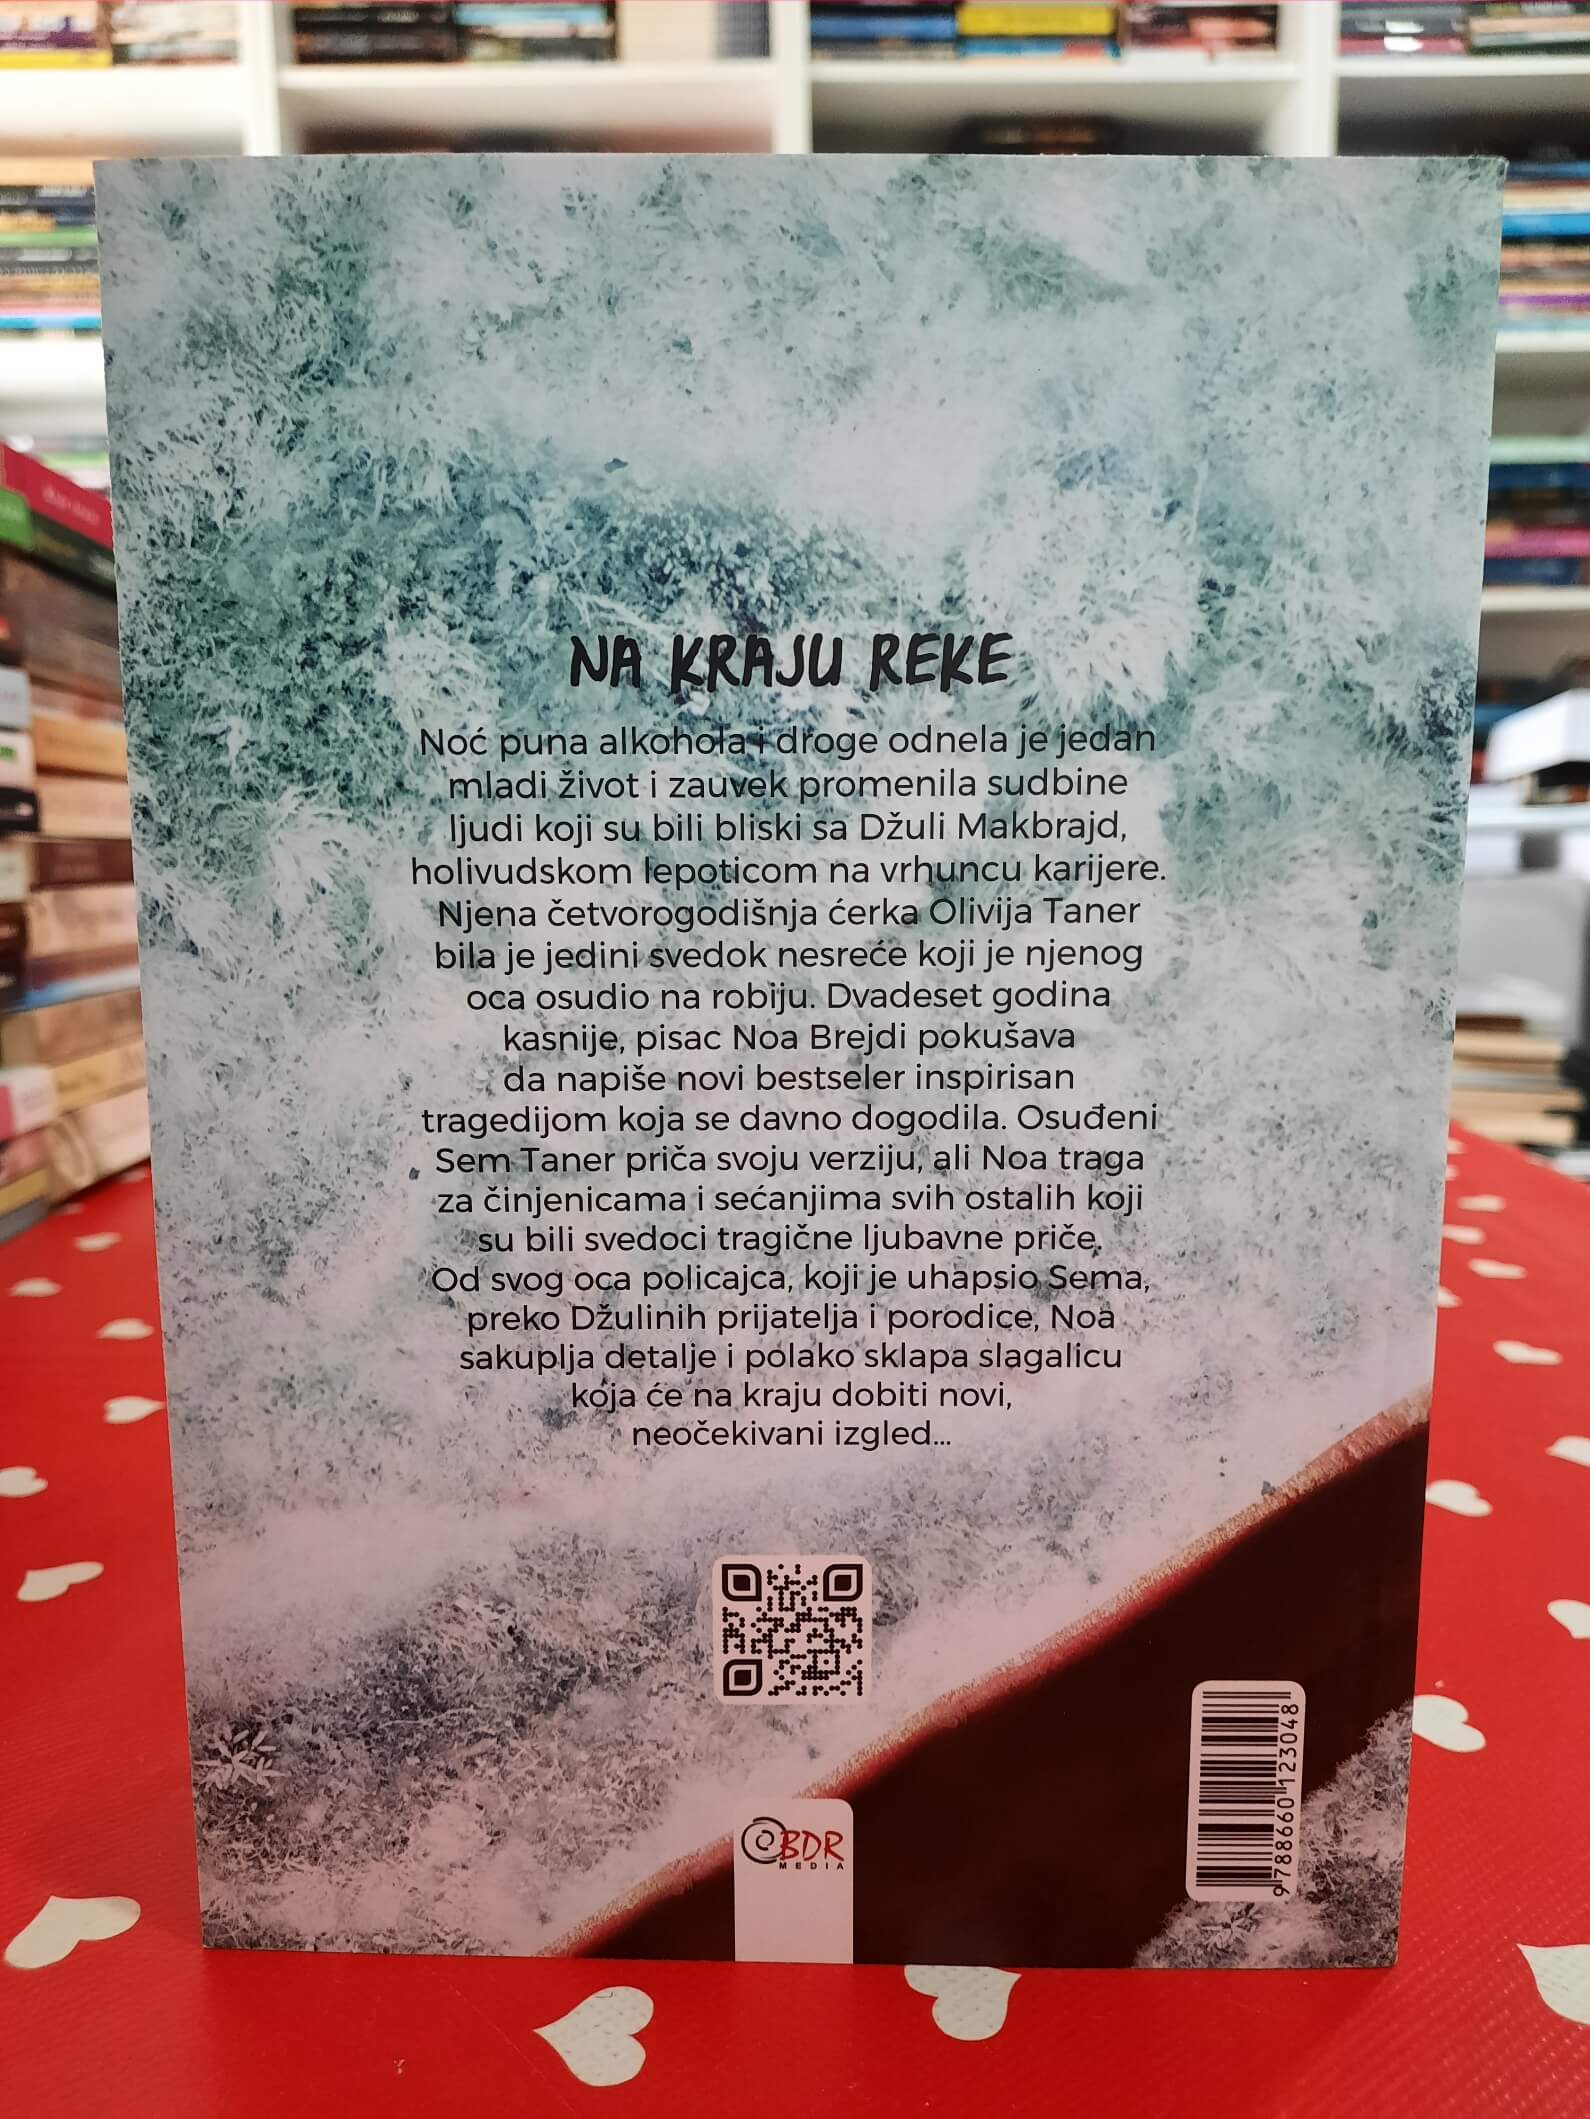 NA KRAJU REKE
Noć puna alkohola i droge odnela je jedan
mladi život i zauvek promenila sudbine
ljudi koji su bili bliski sa Džuli Makbrajd,
holivudskom lepoticom na vrhuncu karijere.
Njena četvorogodišnja ćerka Olivija Taner
bila je jedini svedok nesreće koji je njenog
oca osudio na robiju. Dvadeset godina
kasnije, pisac Noa Brejdi pokušava
da napiše novi bestseler inspirisan
tragedijom koja se davno dogodila. Osuđeni
Sem Taner priča svoju verziju, ali Noa traga
za činjenicama i sećanjima svih ostalih koji
su bili svedoci tragične ljubavne priče.
Od svog oca policajca, koji je uhapsio Sema,
preko Džulinih prijatelja i porodice, Noa
sakuplja detalje i polako sklapa slagalicu
koja će na kraju dobiti novi,
neočekivani izgled...
BDR
MEDIA
9788660123048